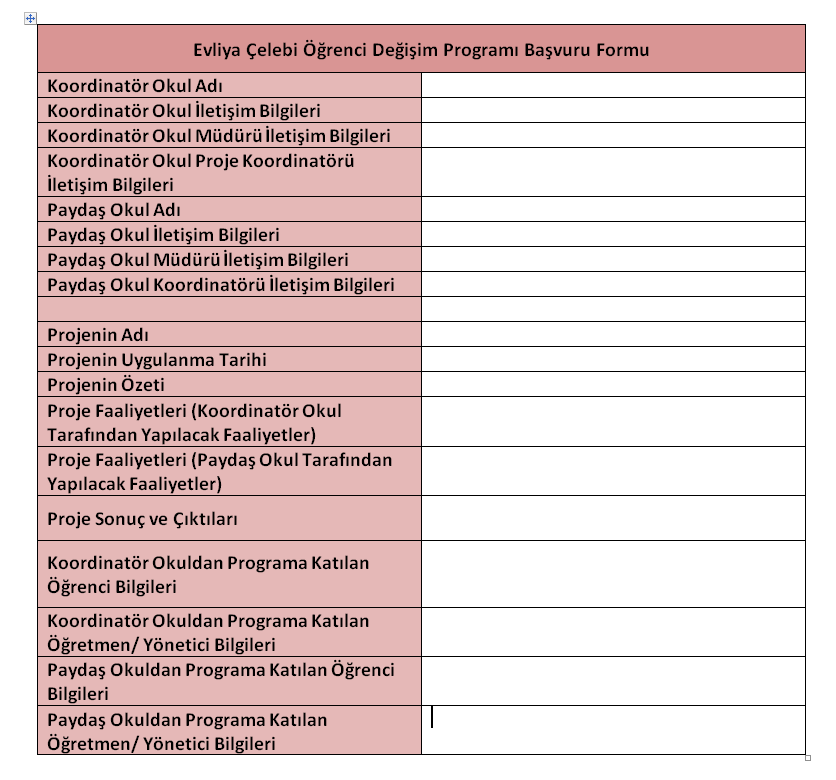 Evliya Çelebi Öğrenci Değişim Programı Başvuru Formu
Koordinatör Okul Adı
Koordinatör Okul İletişim Bilgileri
Koordinatör Okul Müdürü İletişim Bilgileri
Koordinatör Okul Proje Koordinatörü
İletişim Bilgileri
Paydaş Okul Adı
Paydaş Okul İletişim Bilgileri
Paydaş Okul Müdürü İletişim Bilgileri
Paydaş Okul Koordinatörü İletişim Bilgileri
Projenin Adı
Projenin Uygulanma Tarihi
Projenin Özeti
Proje Faaliyetleri (Koordinatör Okul
Tarafından Yapılacak Faaliyetler)
Proje Faaliyetleri (Paydaş Okul Tarafından
Yapılacak Faaliyetler)
Proje Sonuç ve Çıktıları
Koordinatör Okuldan Programa Katılan
Öğrenci Bilgileri
Koordinatör Okuldan Programa Katılan
Öğretmen/ Yönetici Bilgileri
Paydaş Okuldan Programa Katılan Öğrenci
Bilgileri
Paydaş Okuldan Programa Katılan
Öğretmen/ Yönetici Bilgileri